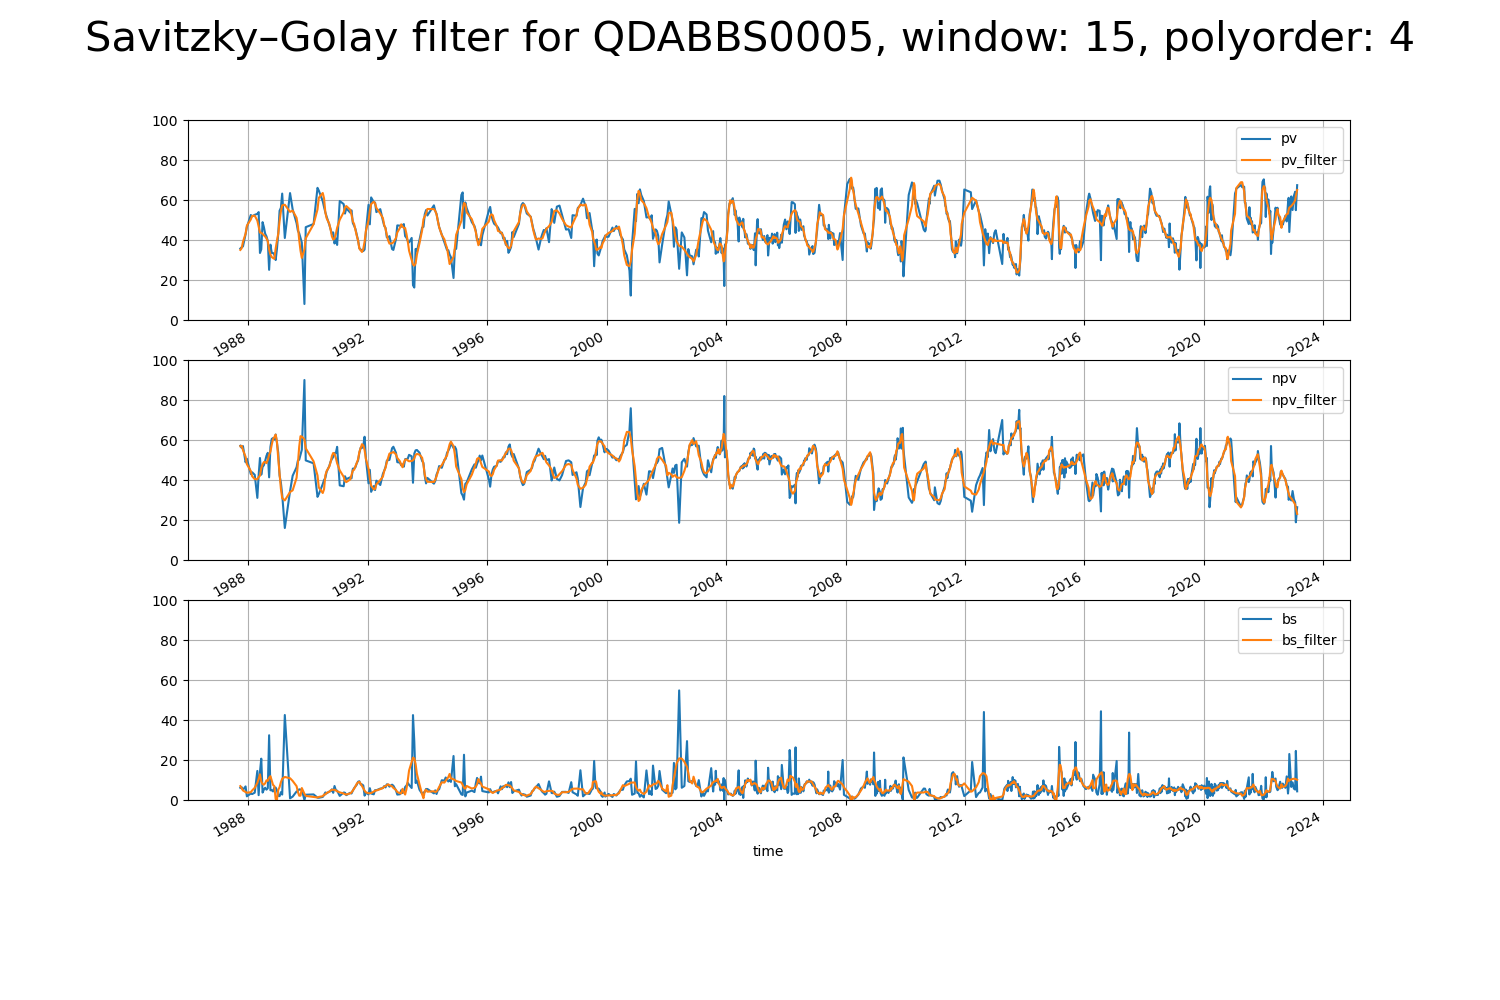 Savitzky–Golay filter for QDABBS0005, window: 15, polyorder: 4
100
80
60
40
20
0
pv
pv_filter
1988 1992 1996 2000 2004 2008 2012 2016 2020 2024
100
80
60
40
20
0
npv
npv_filter
1988 1992 1996 2000 2004 2008 2012 2016 2020 2024
100
80
60
40
20
0
bs
bs_filter
1988 1992 1996 2000 2004 2008 2012 2016 2020 2024
time